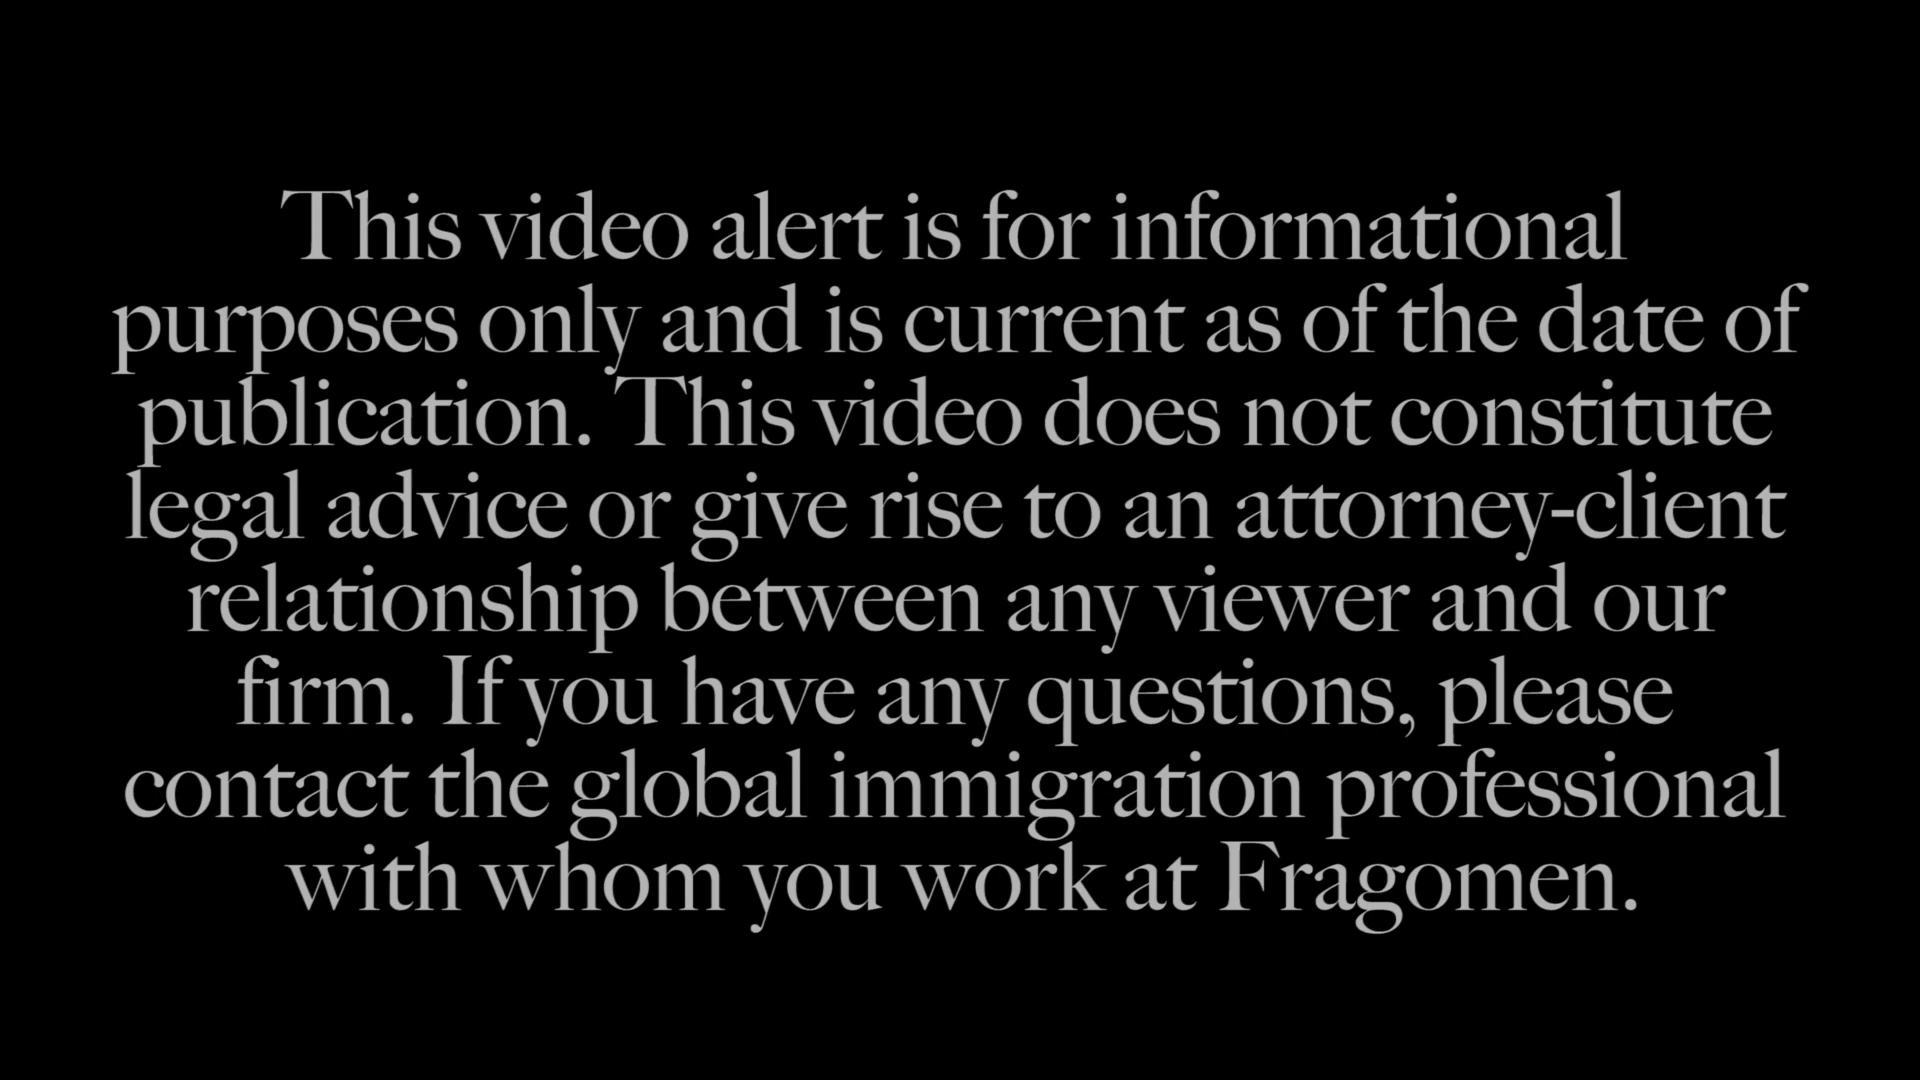 This video alert is for informational
purposes only and is current as of the date of
publication. This video does not constitute
legal advice or give rise to an attorney-client
relationship between any viewer and our
firm. If you have any questions, please
contact the global immigration professional
with whom you work at Fragomen.